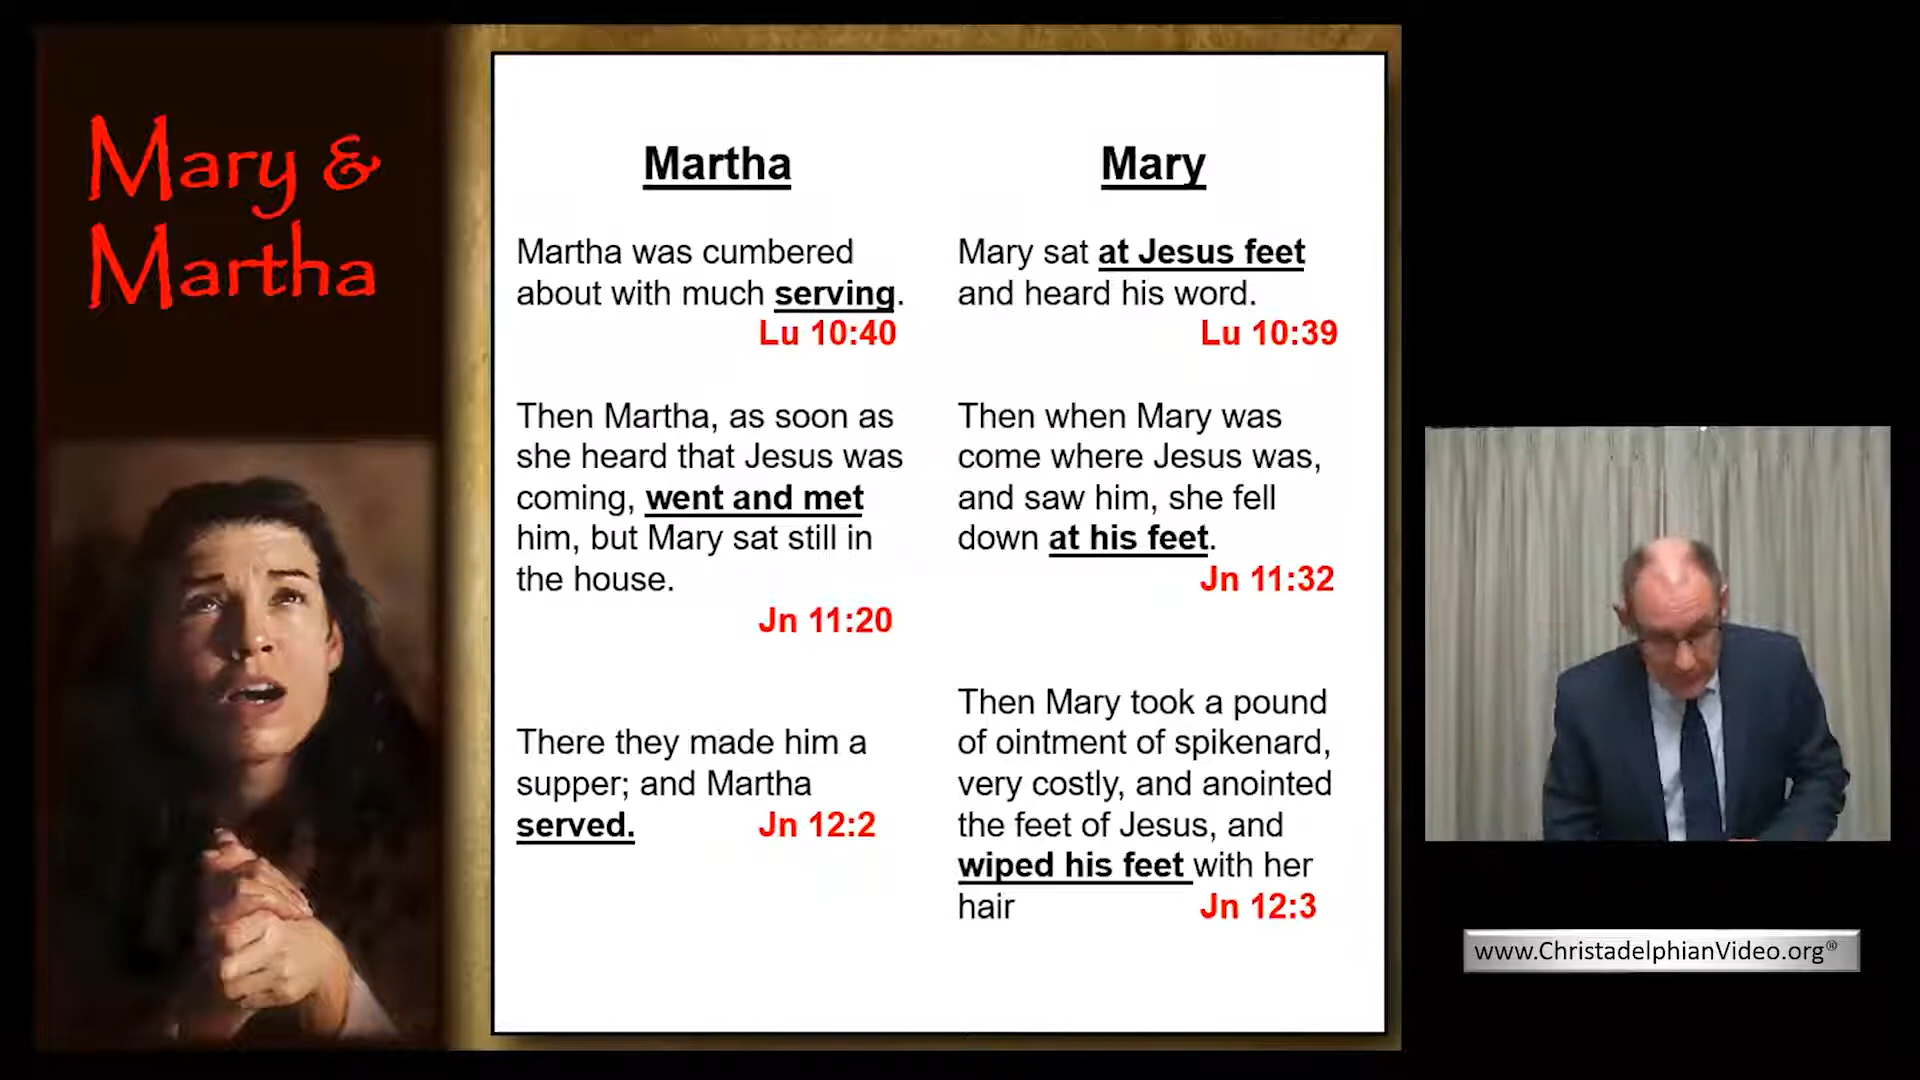 Mary &
Martha
Martha
Martha was cumbered
about with much serving.
Lu 10:40
Then Martha, as soon as
she heard that Jesus was
coming, went and met
him, but Mary sat still in
the house.
Jn 11:20
There they made him a
supper; and Martha
served. Jn 12:2
Mary
Mary sat at Jesus feet
and heard his word.
Lu 10:39
Then when Mary was
come where Jesus was,
and saw him, she fell
down at his feet.
Jn 11:32
Then Mary took a pound
of ointment of spikenard,
very costly, and anointed
the feet of Jesus, and
wiped his feet with her
hair Jn 12:3
www.ChristadelphianVideo.org®